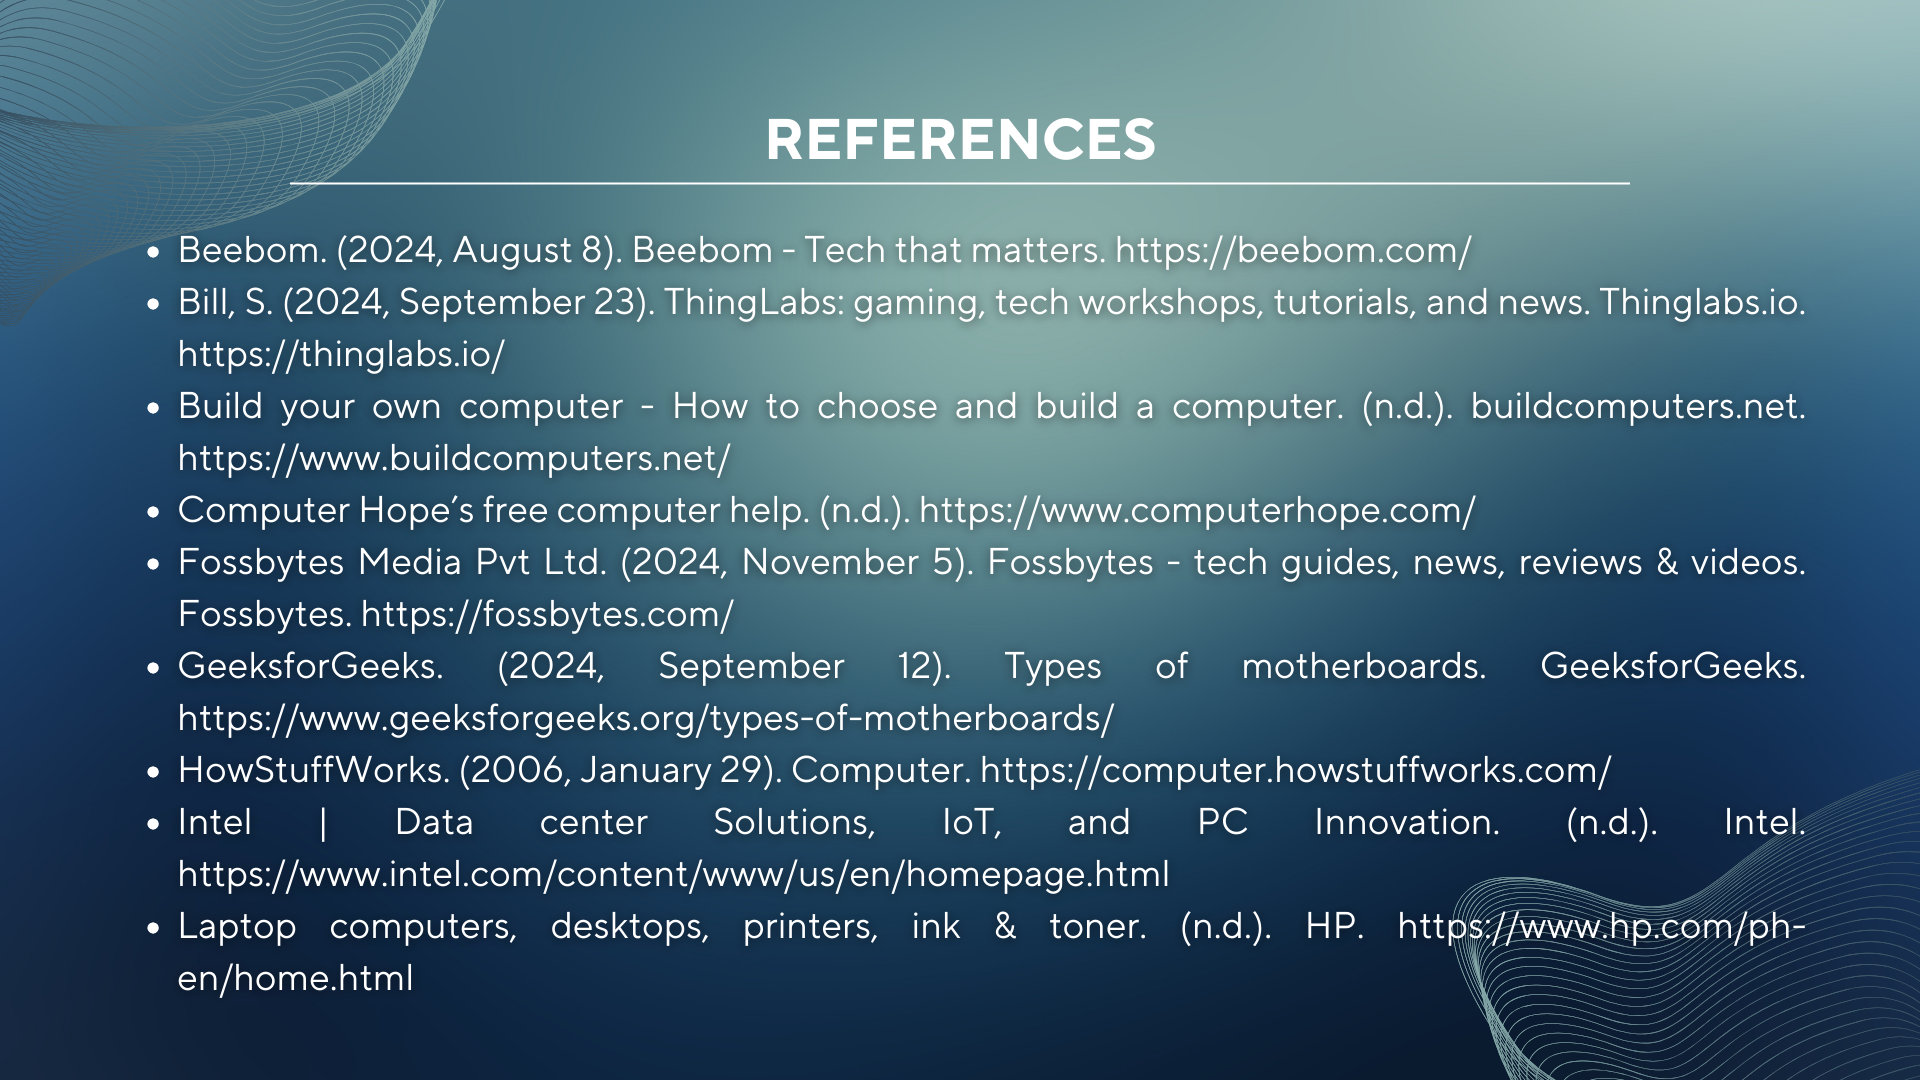 REFERENCES
• Beebom. (2024, August 8). Beebom - Tech that matters. https://beebom.com/
• Bill, S. (2024, September 23). ThingLabs: gaming, tech workshops, tutorials, and news. Thinglabs.io.
https://thinglabs.io/
• Build your own computer - How to choose and build a computer. (n.d.). buildcomputers.net.
https://www.buildcomputers.net/
• Computer Hope’s free computer help. (n.d.). https://www.computerhope.com/
• Fossbytes Media Pvt Ltd. (2024, November 5). Fossbytes - tech guides, news, reviews & videos.
Fossbytes. https://fossbytes.com/
• GeeksforGeeks. (2024, September 12). Types of motherboards. GeeksforGeeks.
https://www.geeksforgeeks.org/types-of-motherboards/
• HowStuffWorks. (2006, January 29). Computer. https://computer.howstuffworks.com/
• Intel | Data center Solutions, IoT, and PC Innovation. (n.d.). Intel.
https://www.intel.com/content/www/us/en/homepage.html
• Laptop computers, desktops, printers, ink & toner. (n.d.). HP. https://www.hp.com/ph-
en/home.html